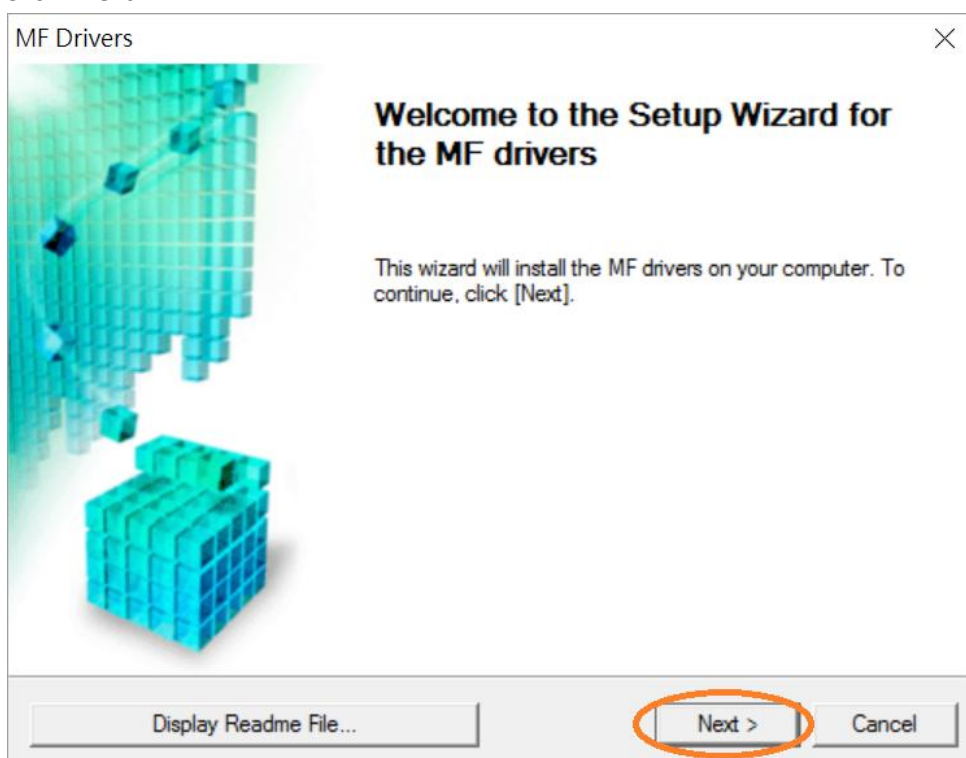 MF Drivers
Welcome to the Setup Wizard for
the MF drivers
This wizard will install the MF drivers on your computer. To
continue, click [Next].
Display Readme File...
Next >
Cancel